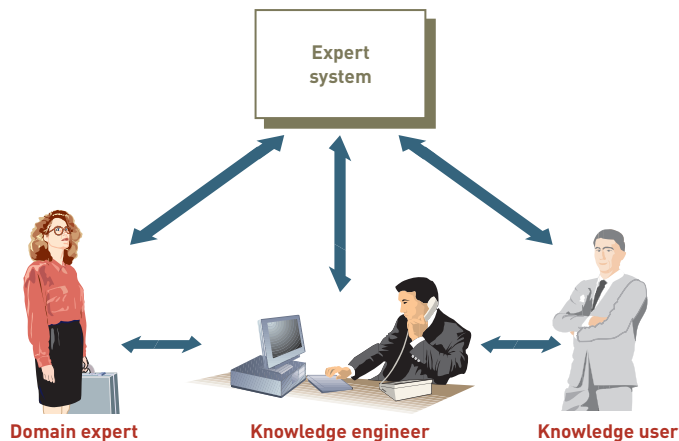 Expert
system
Domain expert
Knowledge engineer
Knowledge user